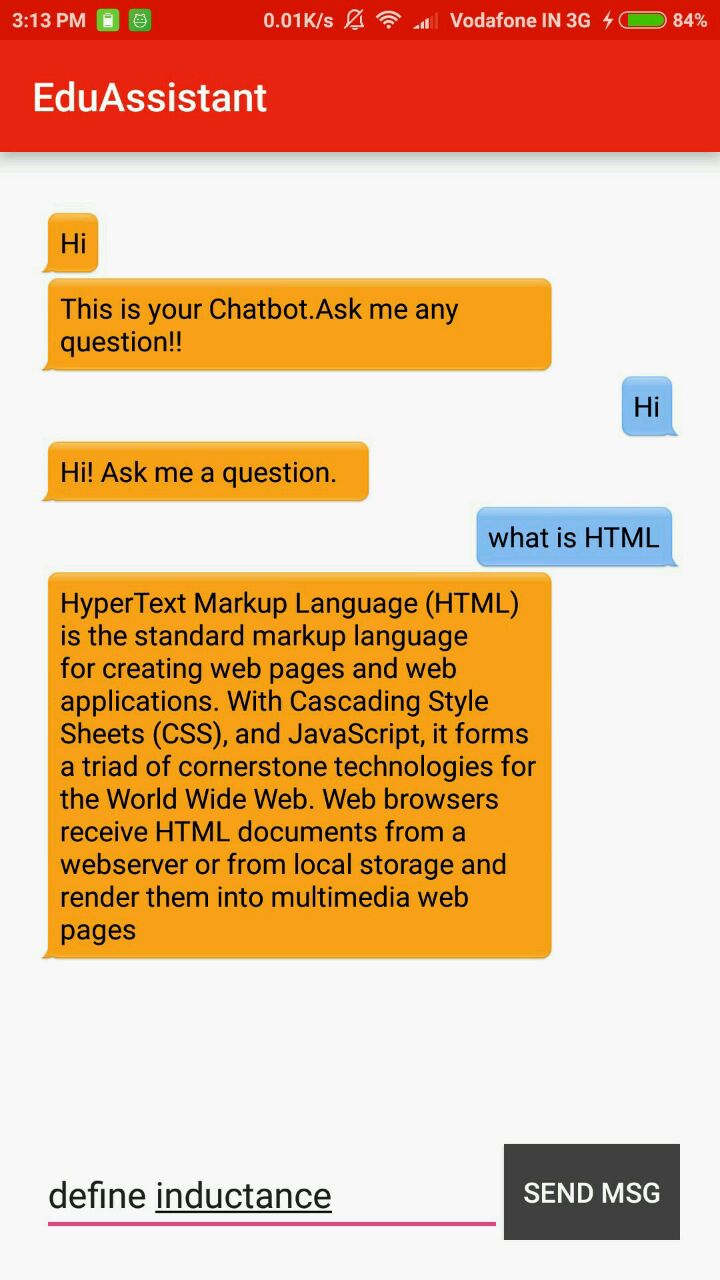 3:13 PM 0.01K/s Vodafone IN 3G 84%
EduAssistant
Hi
This is your Chatbot.Ask me any
question!!
Hi
Hi! Ask me a question.
what is HTML
HyperText Markup Language (HTML)
is the standard markup language
for creating web pages and web
applications. With Cascading Style
Sheets (CSS), and JavaScript, it forms
a triad of cornerstone technologies for
the World Wide Web. Web browsers
receive HTML documents from a
webserver or from local storage and
render them into multimedia web
pages
define inductance SEND MSG